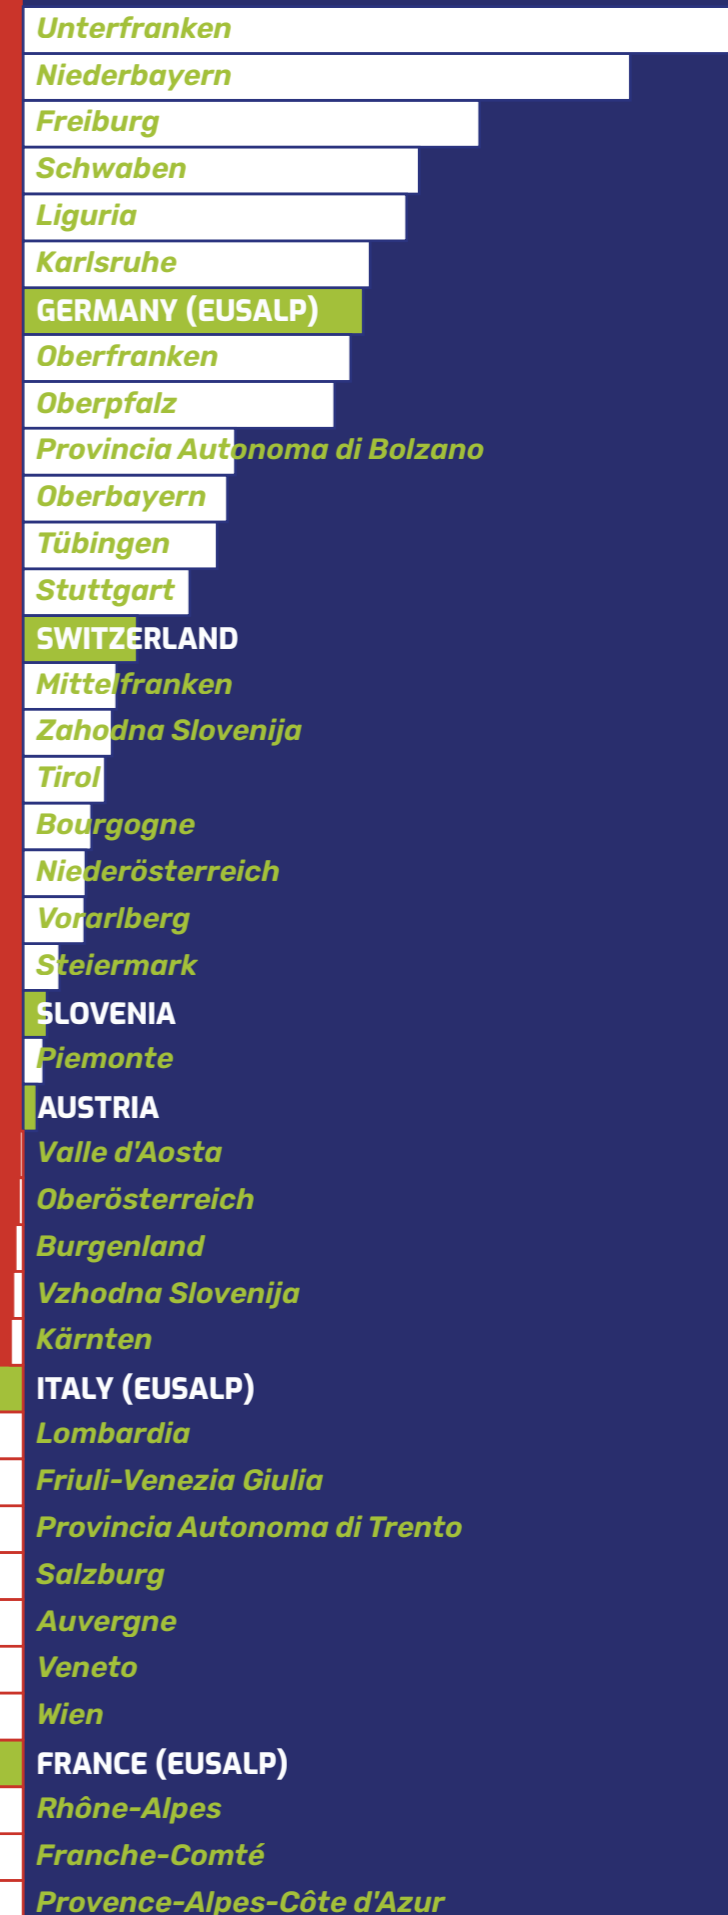 Unterfranken
Niederbayern
Freiburg
Schwaben
Liguria
Karlsruhe
GERMANY (EUSALP)
Oberfranken
Oberpfalz
Provincia Autonoma di Bolzano
Oberbayern
Tübingen
Stuttgart
SWITZERLAND
Mittelfranken
Zahodna Slovenija
Tirol
Bourgogne
Niederösterreich
Vorarlberg
Steiermark
SLOVENIA
Piemonte
AUSTRIA
Valle d'Aosta
Oberösterreich
Burgenland
Vzhodna Slovenija
Kärnten
ITALY (EUSALP)
Lombardia
Friuli-Venezia Giulia
Provincia Autonoma di Trento
Salzburg
Auvergne
Veneto
Wien
FRANCE (EUSALP)
Rhône-Alpes
Franche-Comté
Provence-Alpes-Côte d'Azur